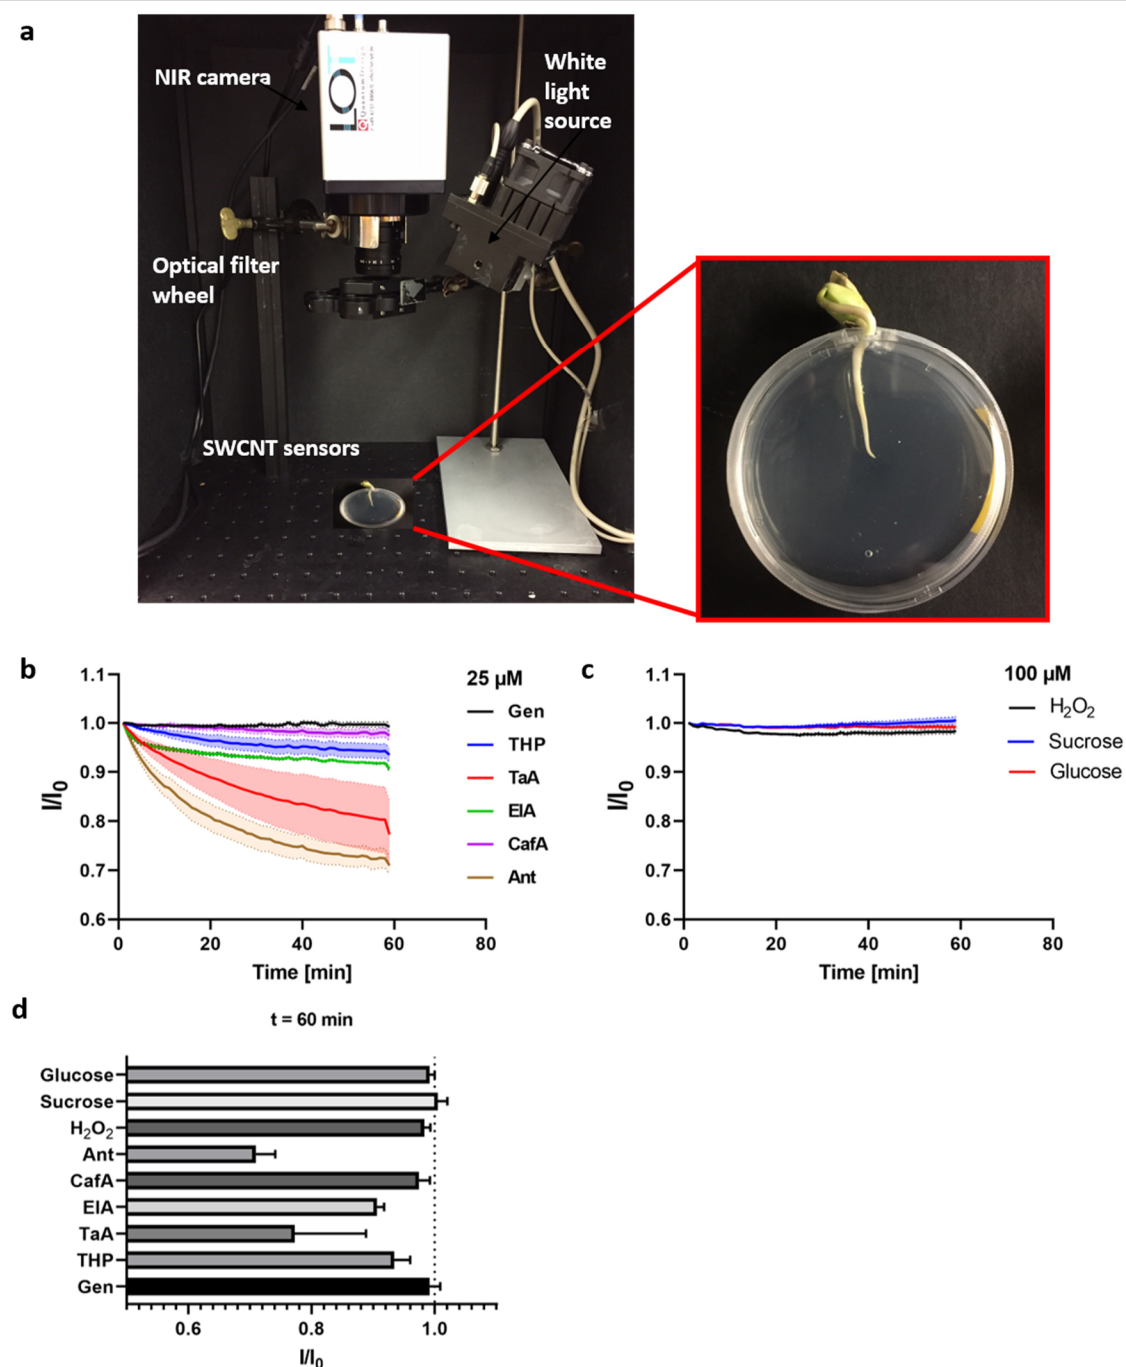 a
NIR camera
LOT
Quantum Design
White
light
source
Optical filter
wheel
SWCNT sensors
b
1.1
1.0
0.9
0.8
0.7
0.6
I/I0
0
20
40
60
80
Time [min]
25 µM
Gen
THP
TaA
ElA
CafA
Ant
c
1.1
1.0
0.9
0.8
0.7
0.6
I/I0
0
20
40
60
80
Time [min]
100 µM
H2O2
Sucrose
Glucose
d
t = 60 min
Glucose
Sucrose
H2O2
Ant
CafA
ElA
TaA
THP
Gen
0.6
0.8
1.0
I/I0